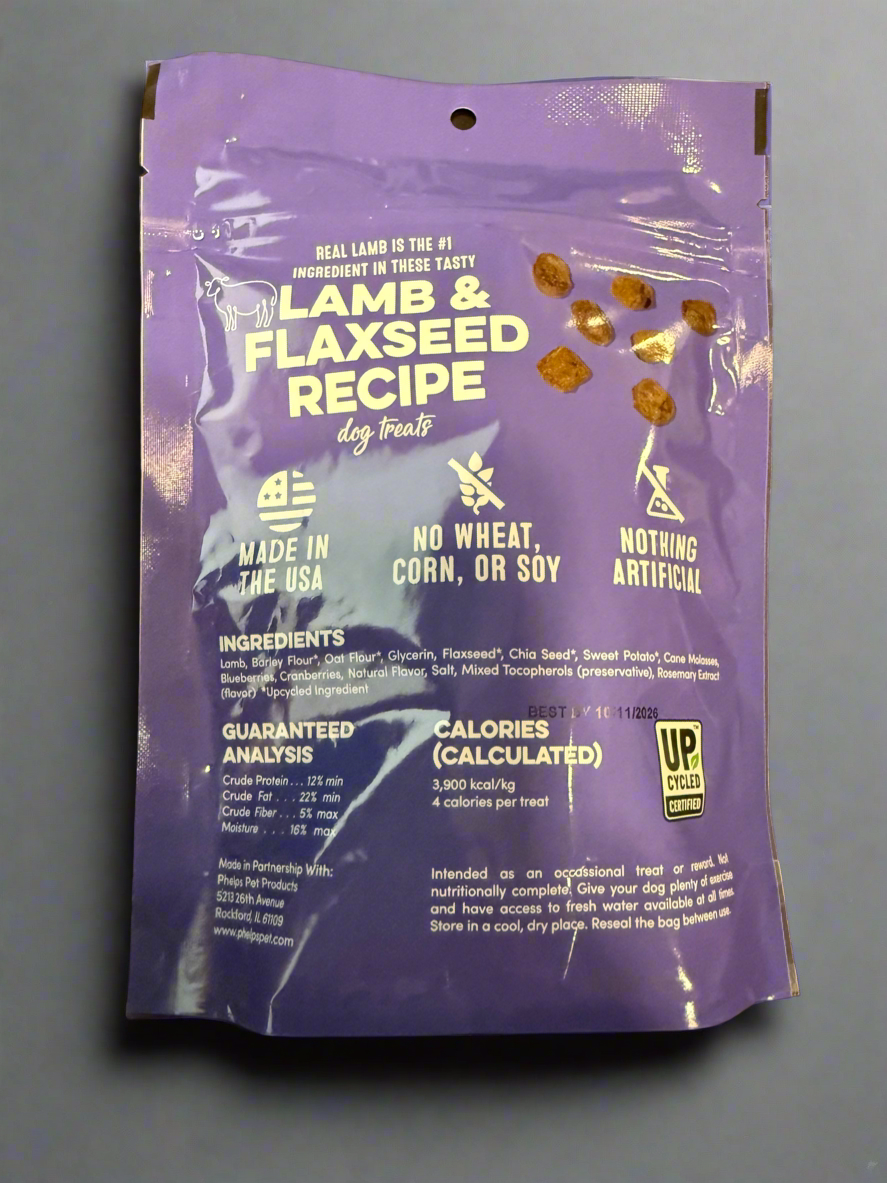 REAL LAMB IS THE #1
INGREDIENT IN THESE TASTY
LAMB &
FLAXSEED
RECIPE
dog treats
MADE IN
THE USA
NO WHEAT,
CORN, OR SOY
NOTHING
ARTIFICIAL
INGREDIENTS
Lamb, Barley Flour*, Oat Flour*, Glycerin, Flaxseed*, Chia Seed*, Sweet Potato*, Cane Molasses,
Blueberries, Cranberries, Natural Flavor, Salt, Mixed Tocopherols (preservative), Rosemary Extract
(flavor) *Upcycled Ingredient
BEST BY 10/11/2026
GUARANTEED
ANALYSIS
Crude Protein . . . 12% min
Crude Fat . . . 22% min
Crude Fiber . . . 5% max
Moisture . . . 16% max
CALORIES
(CALCULATED)
3,900 kcal/kg
4 calories per treat
UP
CYCLED
CERTIFIED
TM
Made in Partnership With:
Phelps Pet Products
5213 26th Avenue
Rockford, IL 61109
www.phelpspet.com
Intended as an occassional treat or reward. Not
nutritionally complete. Give your dog plenty of exercise
and have access to fresh water available at all times.
Store in a cool, dry place. Reseal the bag between use.